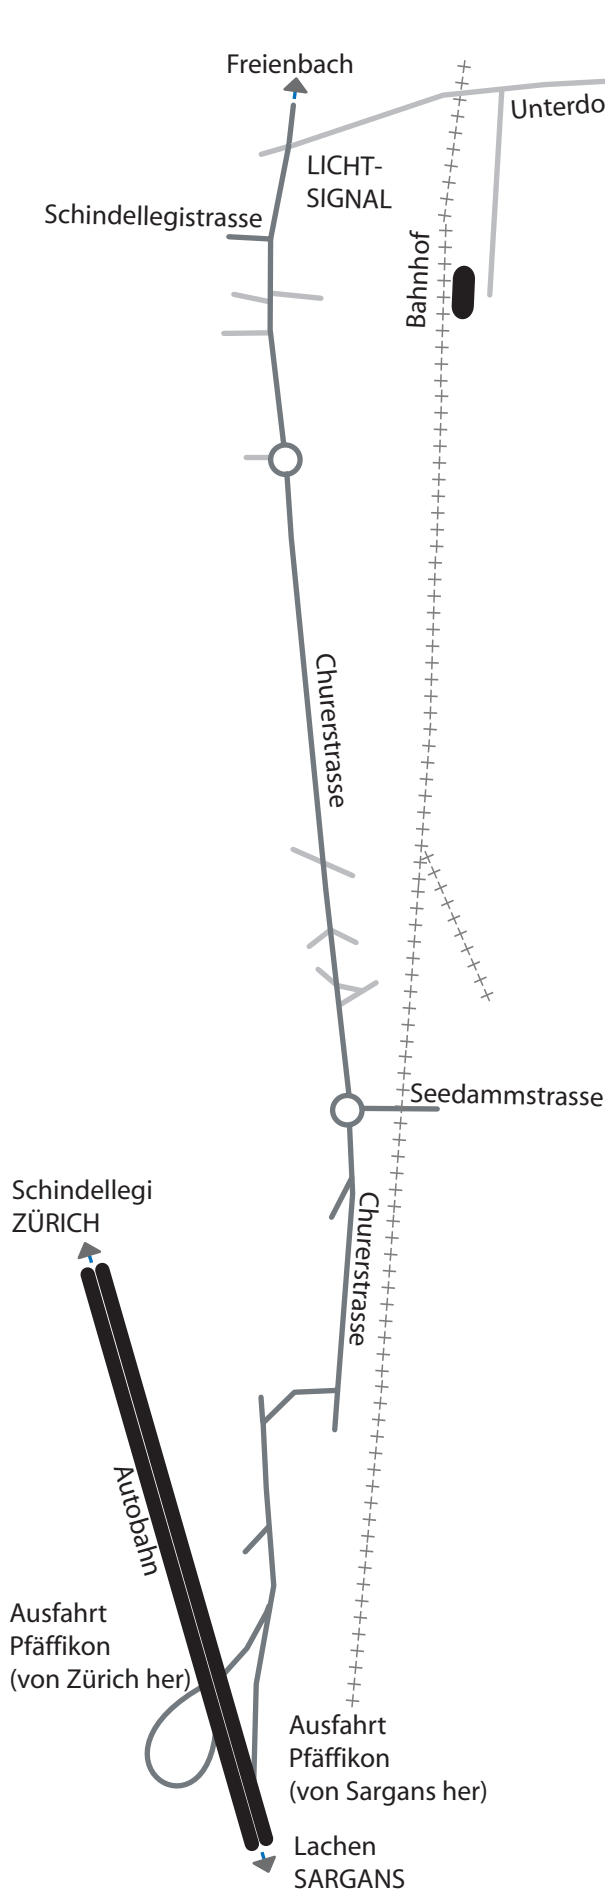 Freienbach
Unterdo
LICHT-
SIGNAL
Schindellegistrasse
Bahnhof
Churerstrasse
Seedammstrasse
Schindellegi
ZÜRICH
Churerstrasse
Autobahn
Ausfahrt
Pfäffikon
(von Zürich her)
Ausfahrt
Pfäffikon
(von Sargans her)
Lachen
SARGANS